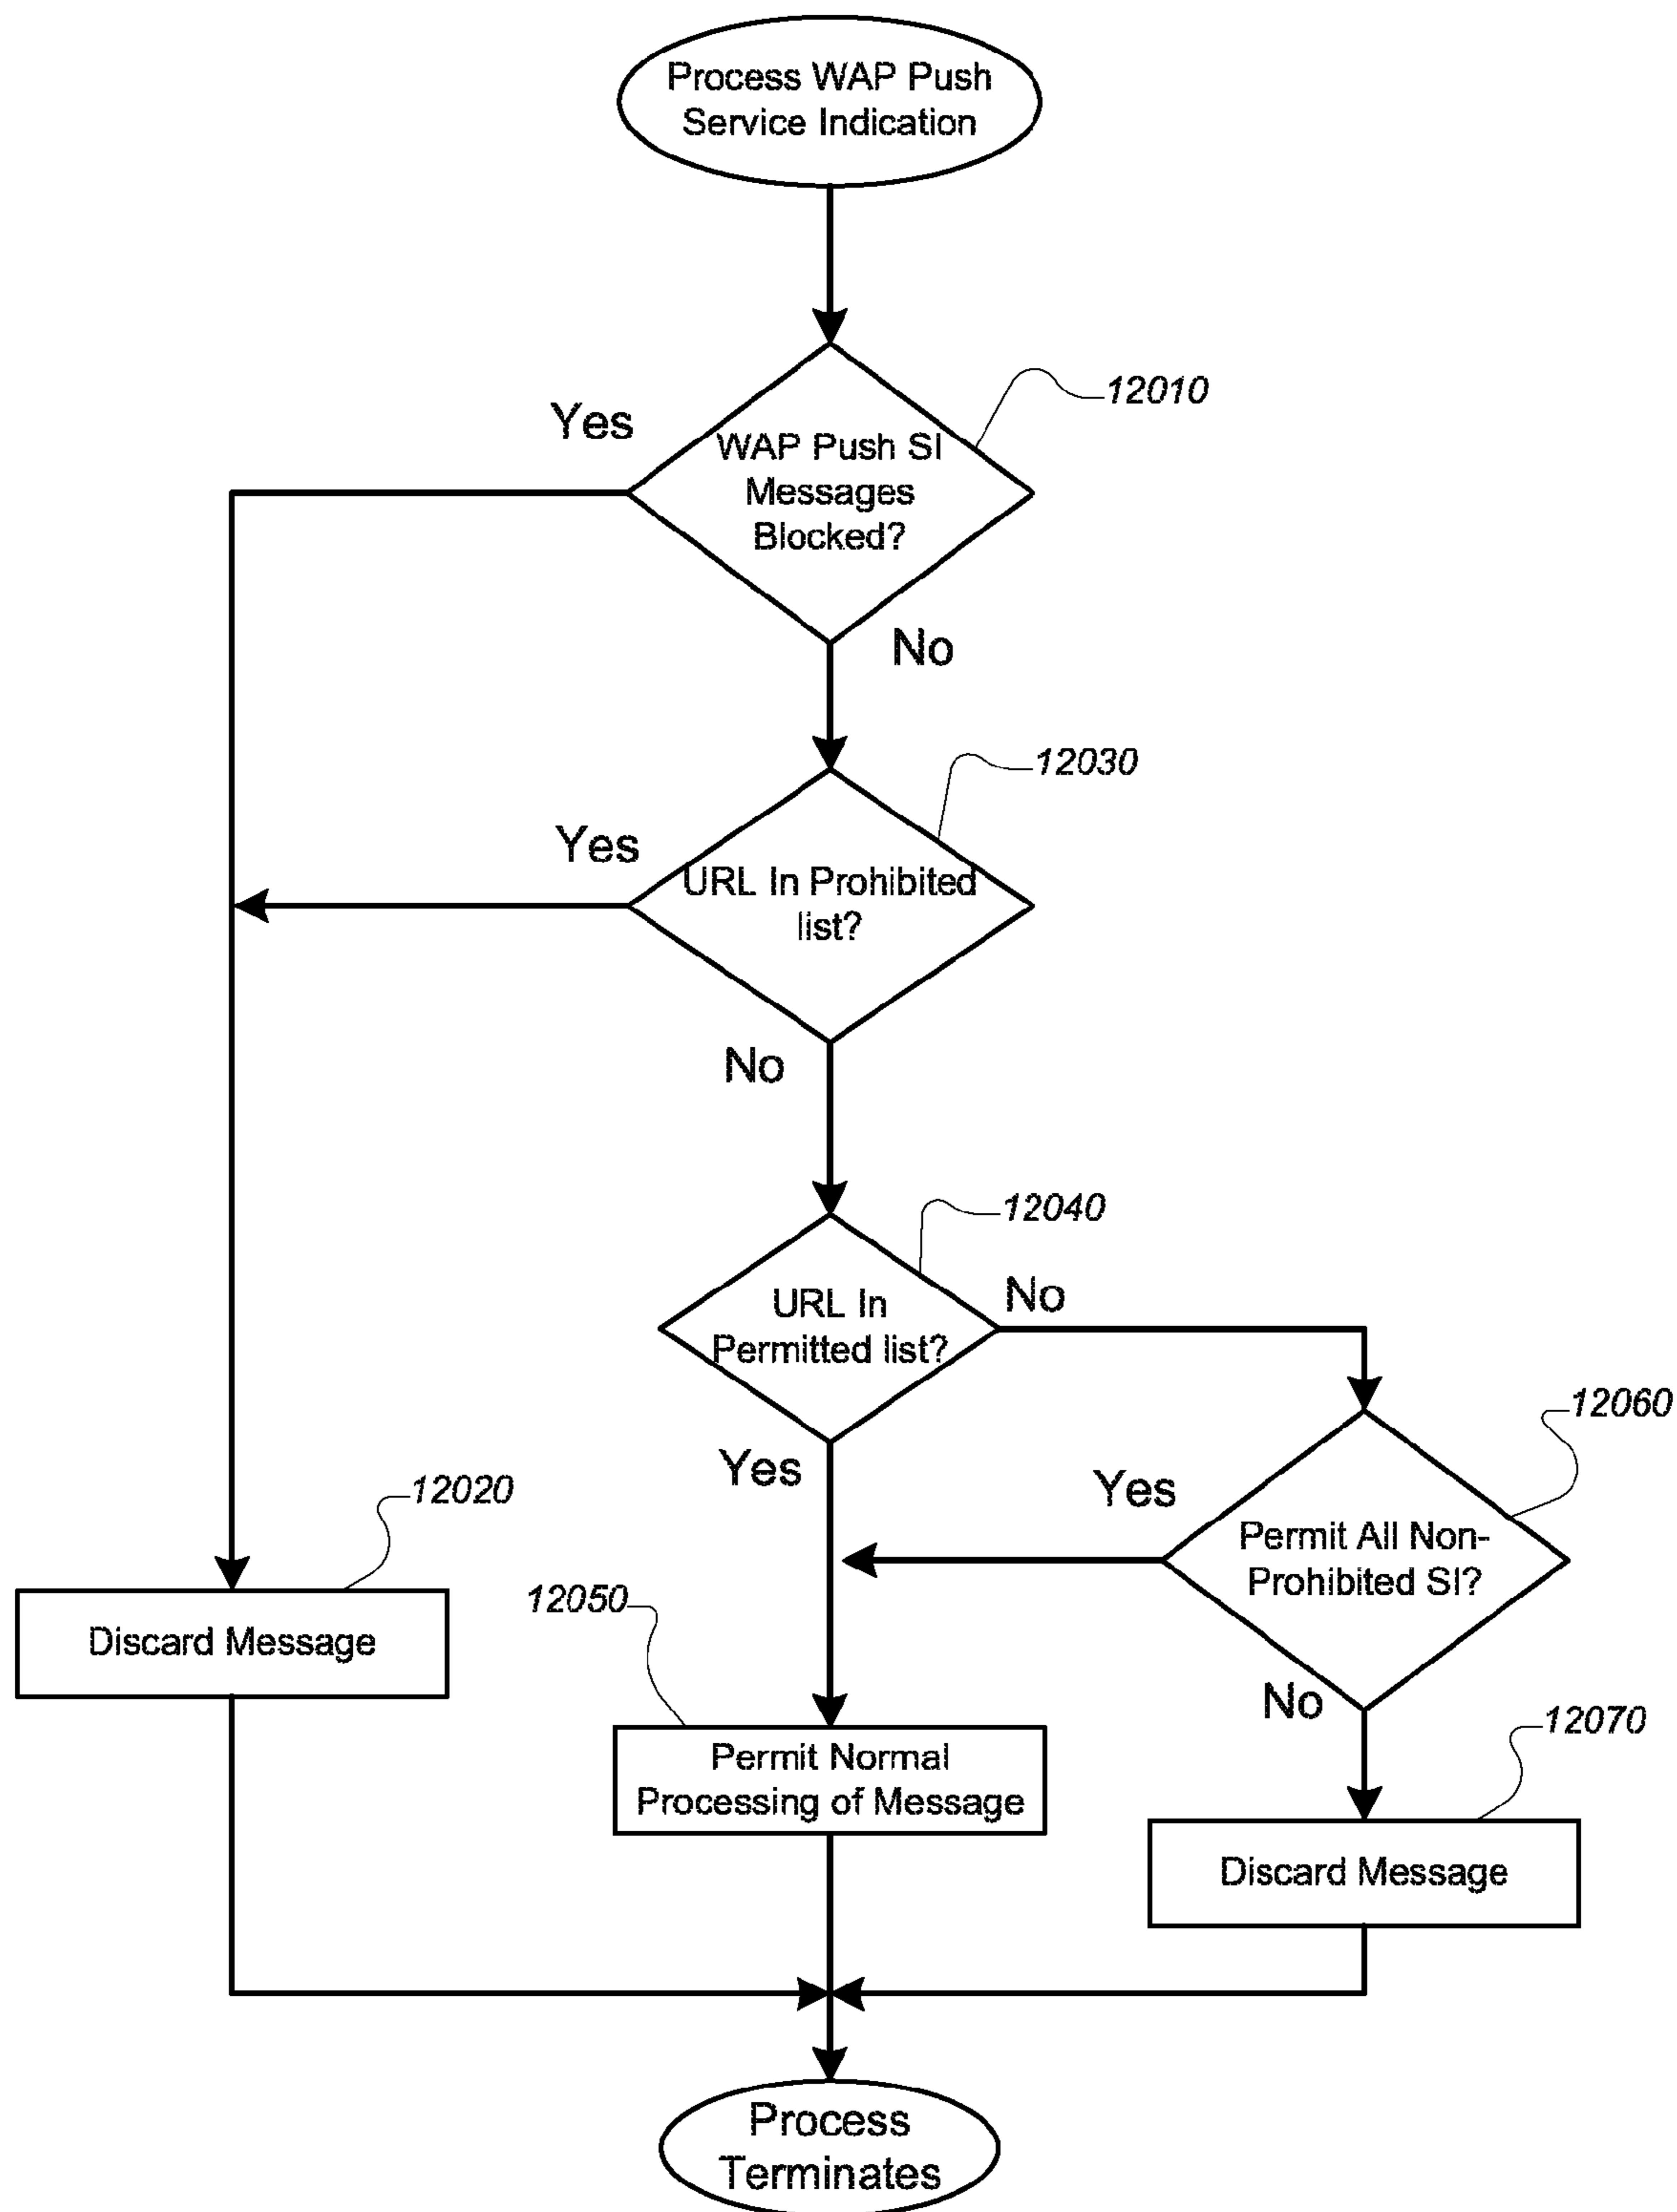 Process WAP Push
Service Indication
12010
Yes
WAP Push SI
Messages
Blocked?
No
12030
Yes
URL In Prohibited
list?
No
12040
URL In
Permitted list?
No
Yes
12060
Yes
Permit All Non-
Prohibited SI?
No
12020
Discard Message
12050
Permit Normal
Processing of Message
12070
Discard Message
Process
Terminates